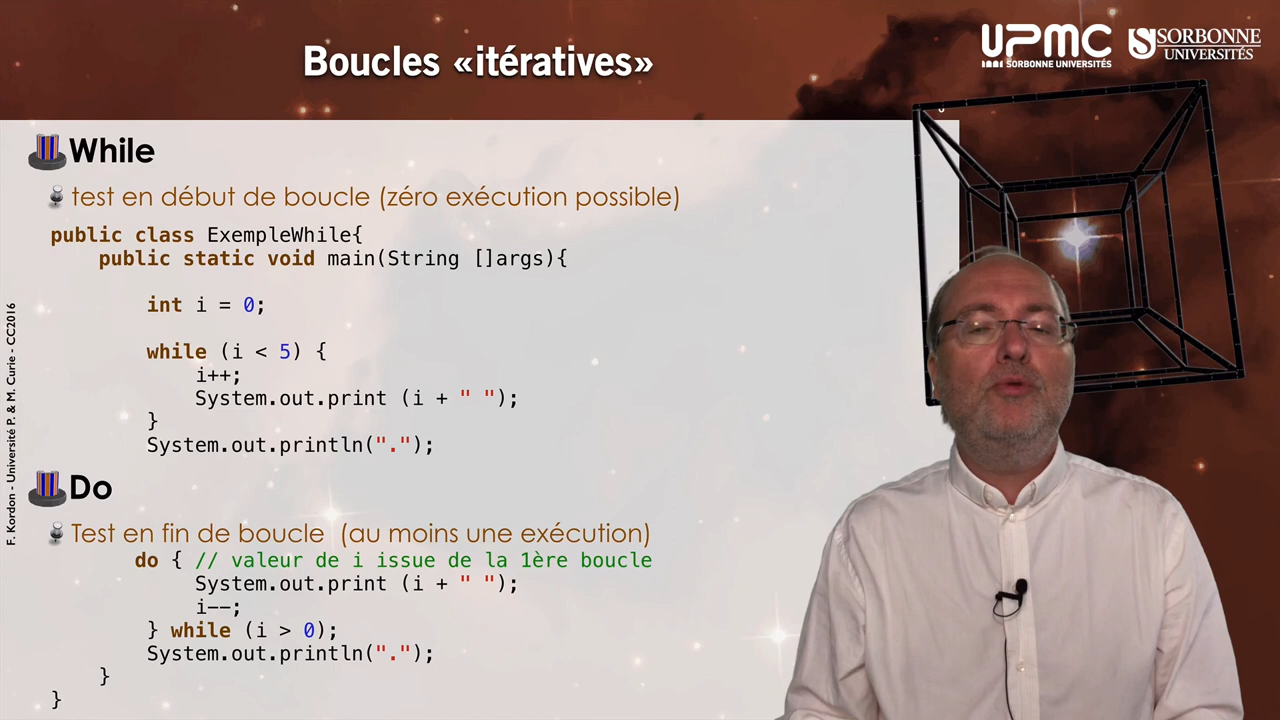 Boucles «itératives»
UPMC
SORBONNE UNIVERSITÉS
SORBONNE
UNIVERSITÉS
While
test en début de boucle (zéro exécution possible)
public class ExempleWhile{
public static void main(String []args){
int i = 0;
while (i < 5) {
i++;
System.out.print (i + " ");
}
System.out.println(".");
Do
Test en fin de boucle (au moins une exécution)
do { // valeur de i issue de la 1ère boucle
System.out.print (i + " ");
i--;
} while (i > 0);
System.out.println(".");
}
}
F. Kordon - Université P. & M. Curie - CC2016